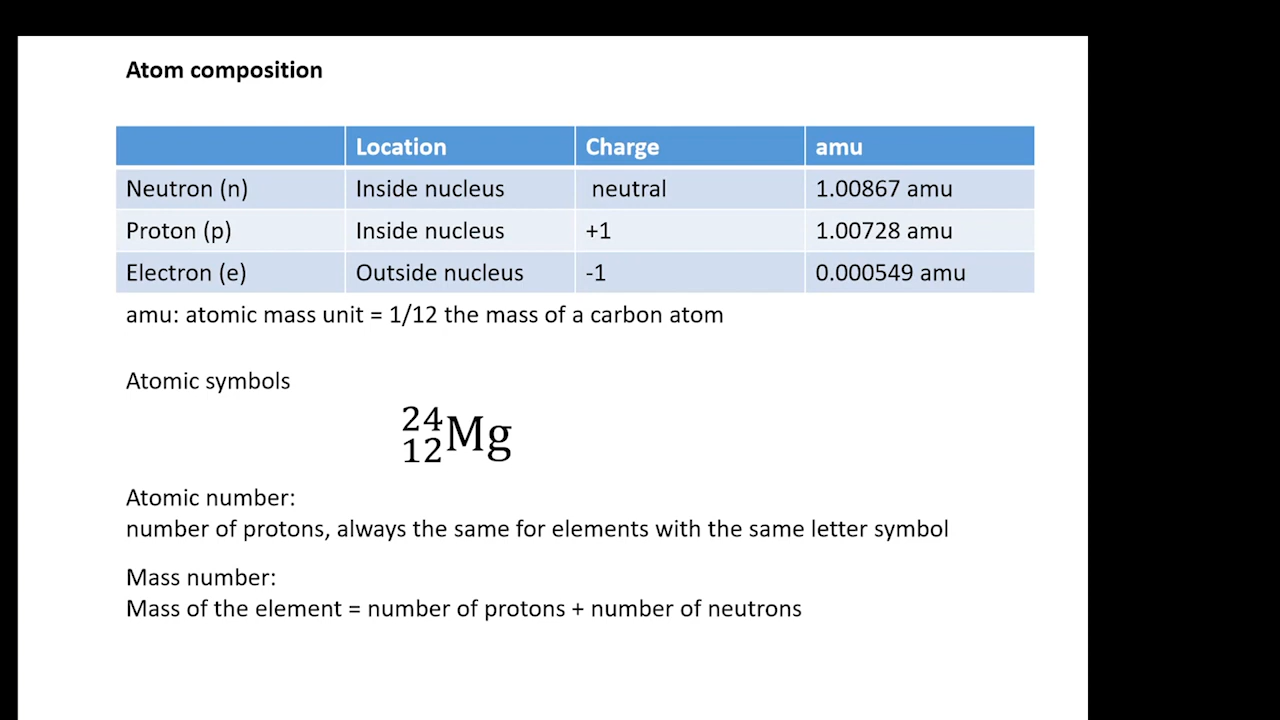 Atom composition
Location Charge amu
Neutron (n) Inside nucleus neutral 1.00867 amu
Proton (p) Inside nucleus +1 1.00728 amu
Electron (e) Outside nucleus -1 0.000549 amu
amu: atomic mass unit = 1/12 the mass of a carbon atom
Atomic symbols
24
12 Mg
Atomic number:
number of protons, always the same for elements with the same letter symbol
Mass number:
Mass of the element = number of protons + number of neutrons